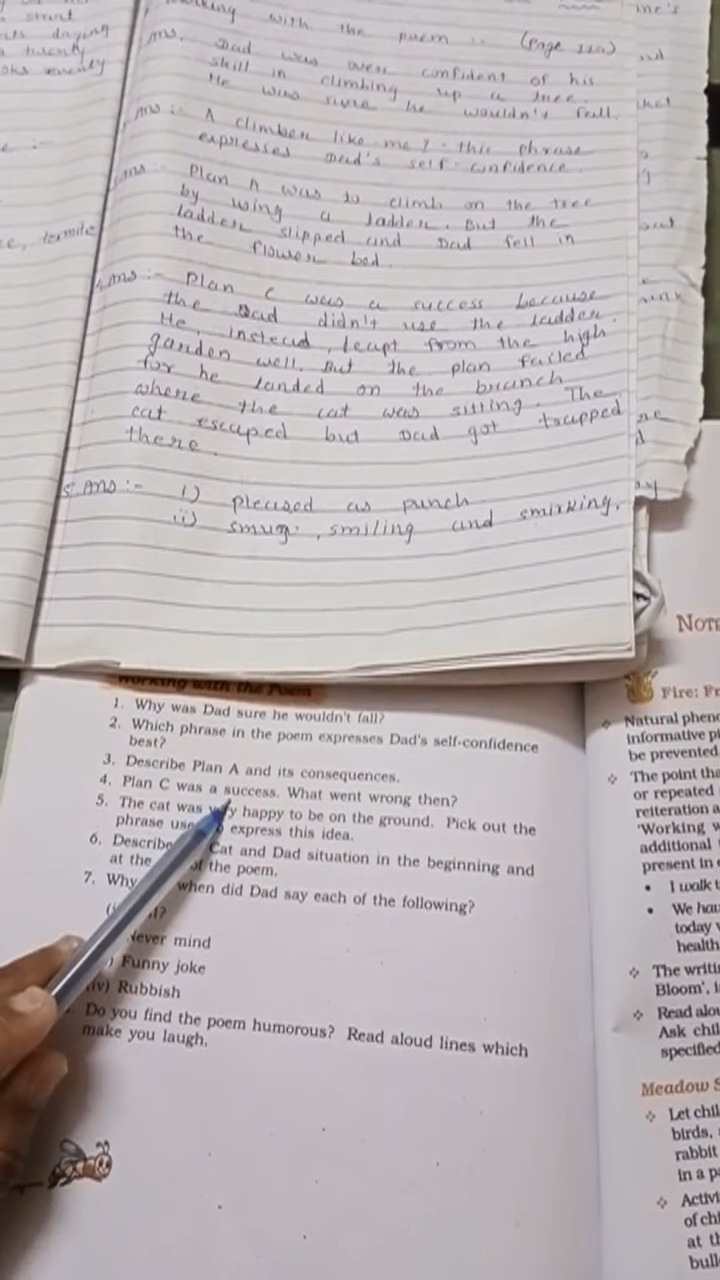 start
twenty
working with the poem :- (Page 120)
Ans. Dad was over confident of his
skill in climbing up a tree.
He was sure he wouldn't fall.
Ans :- A climber like me? - this phrase
expresses Dad's self-confidence.
Ans :- Plan A was to climb on the tree
by using a ladder. But the
ladder slipped and Dad fell in
the flower bed.
Ans :- Plan C was a success because
the Dad didn't use the ladder.
He, instead, leapt from the high
garden well. But the plan failed
for he landed on the branch
where the cat was sitting. The
cat escaped but Dad got trapped
there.
5 Ans :- i) pleased as punch
ii) smug, smiling and smirking.
Working with the Poem
1. Why was Dad sure he wouldn't fall?
2. Which phrase in the poem expresses Dad's self-confidence
best?
3. Describe Plan A and its consequences.
4. Plan C was a success. What went wrong then?
5. The cat was very happy to be on the ground. Pick out the
phrase used to express this idea.
6. Describe Cat and Dad situation in the beginning and
at the of the poem.
7. Why when did Dad say each of the following?
Never mind
Funny joke
(iv) Rubbish
Do you find the poem humorous? Read aloud lines which
make you laugh.
Fire: Fr
Natural phen
informative p
be prevented
The point tha
or repeated
reiteration a
'Working w
additional
present in
• I walk t
• We hav
today
health
The writi
Bloom', i
Read alou
Ask chil
specified
Meadow S
Let chil
birds,
rabbit
in a pa
Activi
of ch
at th
bull